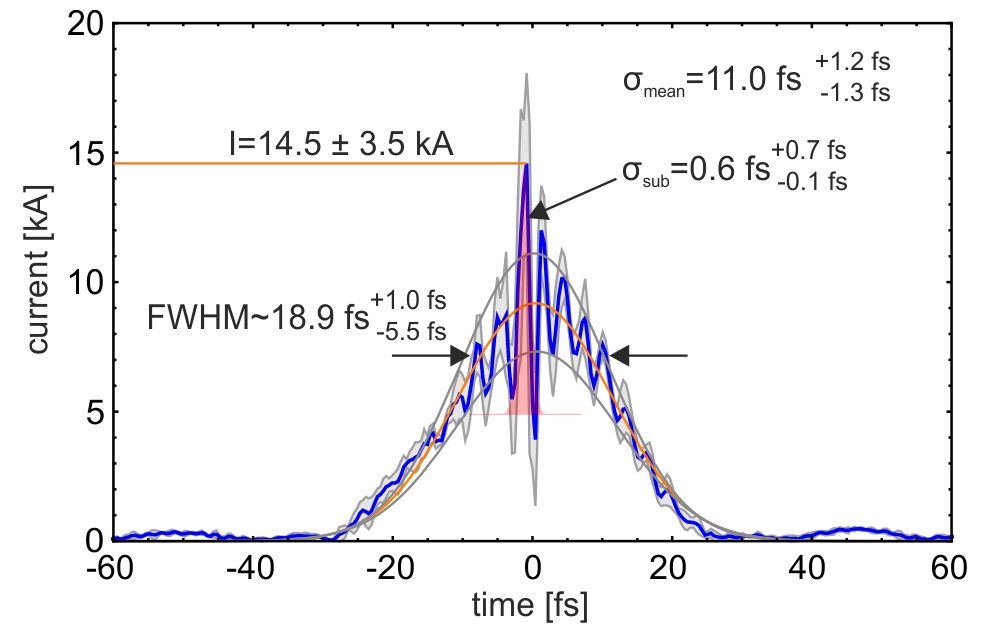 20
σmean=11.0 fs +1.2 fs -1.3 fs
I=14.5 ± 3.5 kA
15
σsub=0.6 fs +0.7 fs -0.1 fs
current [kA]
10
FWHM~18.9 fs +1.0 fs -5.5 fs
5
0
-60 -40 -20 0 20 40 60
time [fs]